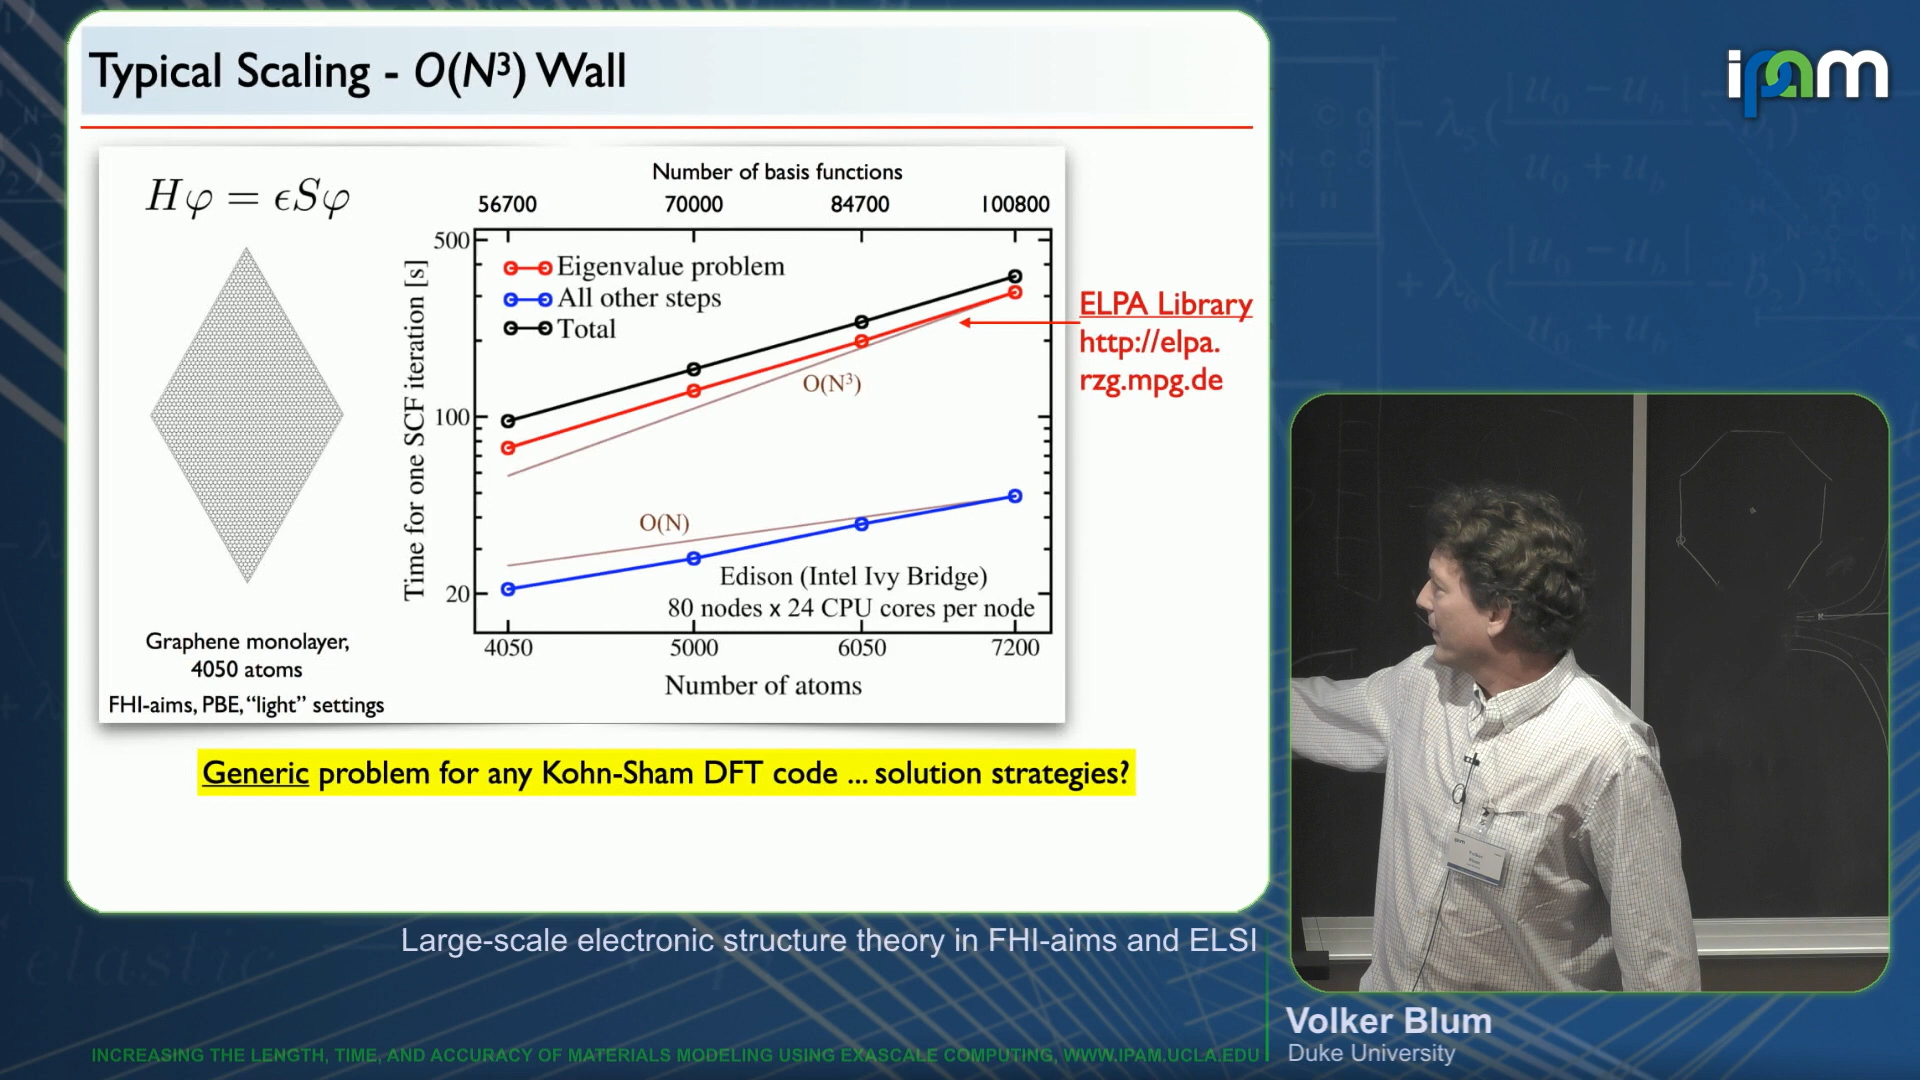 Typical Scaling - O(N³) Wall
ipam
Hφ = ϵSφ
Number of basis functions
56700 70000 84700 100800
500
100
20
Time for one SCF iteration [s]
Eigenvalue problem
All other steps
Total
O(N³)
O(N)
Edison (Intel Ivy Bridge)
80 nodes x 24 CPU cores per node
4050 5000 6050 7200
Number of atoms
ELPA Library
http://elpa.
rzg.mpg.de
Graphene monolayer,
4050 atoms
FHI-aims, PBE, “light” settings
Generic problem for any Kohn-Sham DFT code ... solution strategies?
Large-scale electronic structure theory in FHI-aims and ELSI
Volker Blum
Duke University
INCREASING THE LENGTH, TIME, AND ACCURACY OF MATERIALS MODELING USING EXASCALE COMPUTING, WWW.IPAM.UCLA.EDU